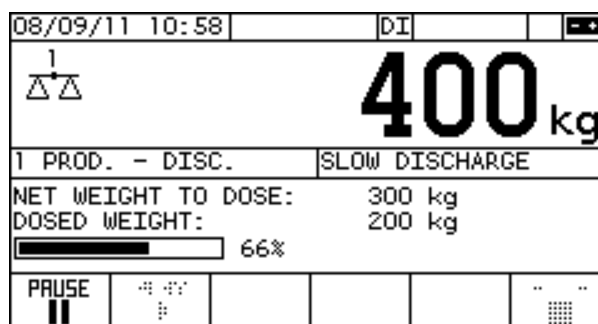 08/09/11 10:58 DI
1
400 kg
1 PROD. - DISC. SLOW DISCHARGE
NET WEIGHT TO DOSE: 300 kg
DOSED WEIGHT: 200 kg
66%
PAUSE